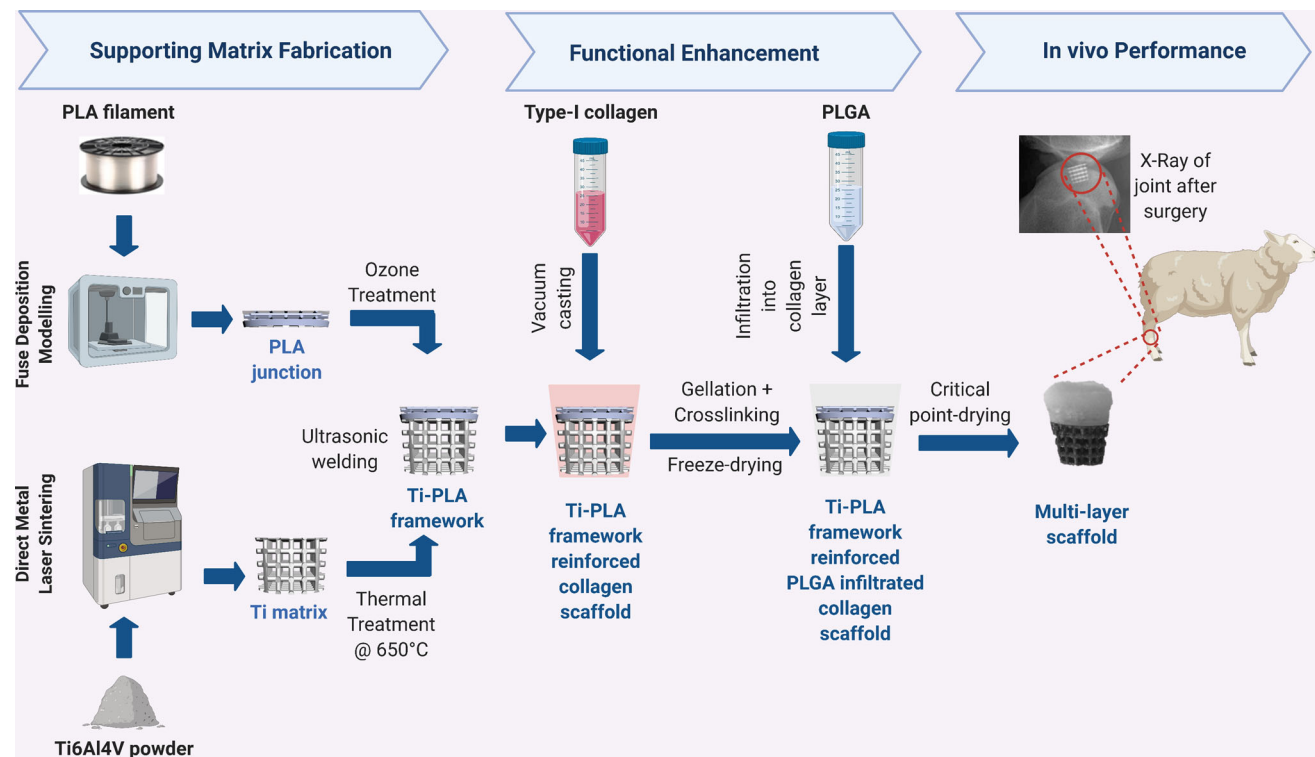 Supporting Matrix Fabrication
Functional Enhancement
In vivo Performance
PLA filament
Type-I collagen
PLGA
X-Ray of
joint after
surgery
Fuse Deposition
Modelling
Ozone
Treatment
PLA
junction
Vacuum
casting
Infiltration
into
collagen
layer
Ultrasonic
welding
Ti-PLA
framework
Gellation +
Crosslinking
Freeze-drying
Critical
point-drying
Ti-PLA
framework
reinforced
collagen
scaffold
Ti-PLA
framework
reinforced
PLGA infiltrated
collagen
scaffold
Multi-layer
scaffold
Direct Metal
Laser Sintering
Ti matrix
Thermal
Treatment
@ 650°C
Ti6Al4V powder